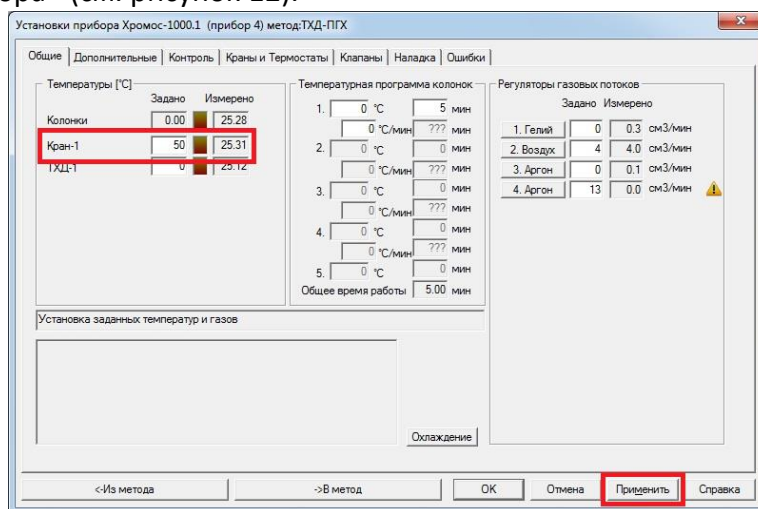 ора" (см. рисунок 12).
Установки прибора Хромос-1000.1 (прибор 4) метод:ТХД-ПГХ
Общие Дополнительные Контроль Краны и Термостаты Клапаны Наладка Ошибки
Температуры [°C]
Задано Измерено
Колонки 0.00 25.28
Кран-1 50 25.31
ТХД-1 0 25.12
Температурная программа колонок
1. 0 °C 5 мин
0 °C/мин ??? мин
2. 0 °C 0 мин
0 °C/мин ??? мин
3. 0 °C 0 мин
0 °C/мин ??? мин
4. 0 °C 0 мин
0 °C/мин ??? мин
5. 0 °C 0 мин
Общее время работы 5.00 мин
Регуляторы газовых потоков
Задано Измерено
1. Гелий 0 0.3 см3/мин
2. Воздух 4 4.0 см3/мин
3. Аргон 0 0.1 см3/мин
4. Аргон 13 0.0 см3/мин
Установка заданных температур и газов
Охлаждение
<-Из метода ->В метод OK Отмена Применить Справка